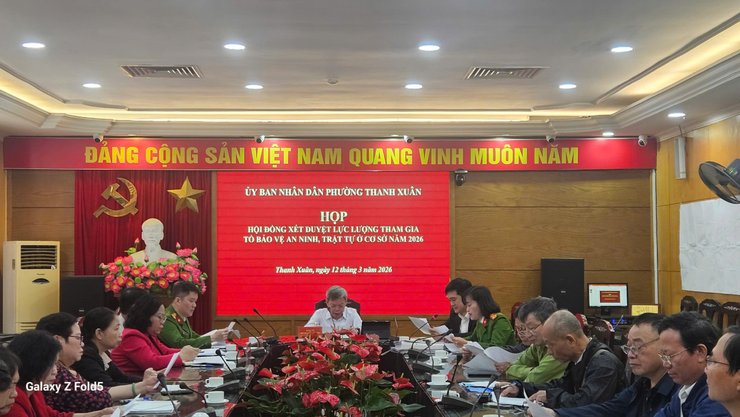 ĐẢNG CỘNG SẢN VIỆT NAM QUANG VINH MUÔN NĂM
ỦY BAN NHÂN DÂN PHƯỜNG THANH XUÂN
HỌP
HỘI ĐỒNG XÉT DUYỆT LỰC LƯỢNG THAM GIA
TỔ BẢO VỆ AN NINH, TRẬT TỰ Ở CƠ SỞ NĂM 2026
Thanh Xuân, ngày 12 tháng 3 năm 2026
Galaxy Z Fold5